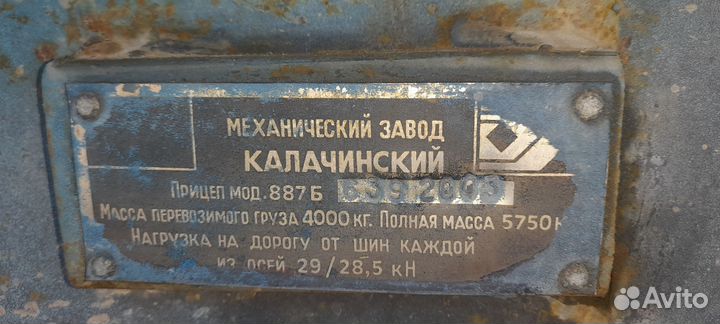 МЕХАНИЧЕСКИЙ ЗАВОД
КАЛАЧИНСКИЙ
ПРИЦЕП МОД. 887Б
МАССА ПЕРЕВОЗИМОГО ГРУЗА 4000 КГ. ПОЛНАЯ МАССА 5750
НАГРУЗКА НА ДОРОГУ ОТ ШИН КАЖДОЙ
ИЗ ОСЕЙ 29/28,5 кН
Avito